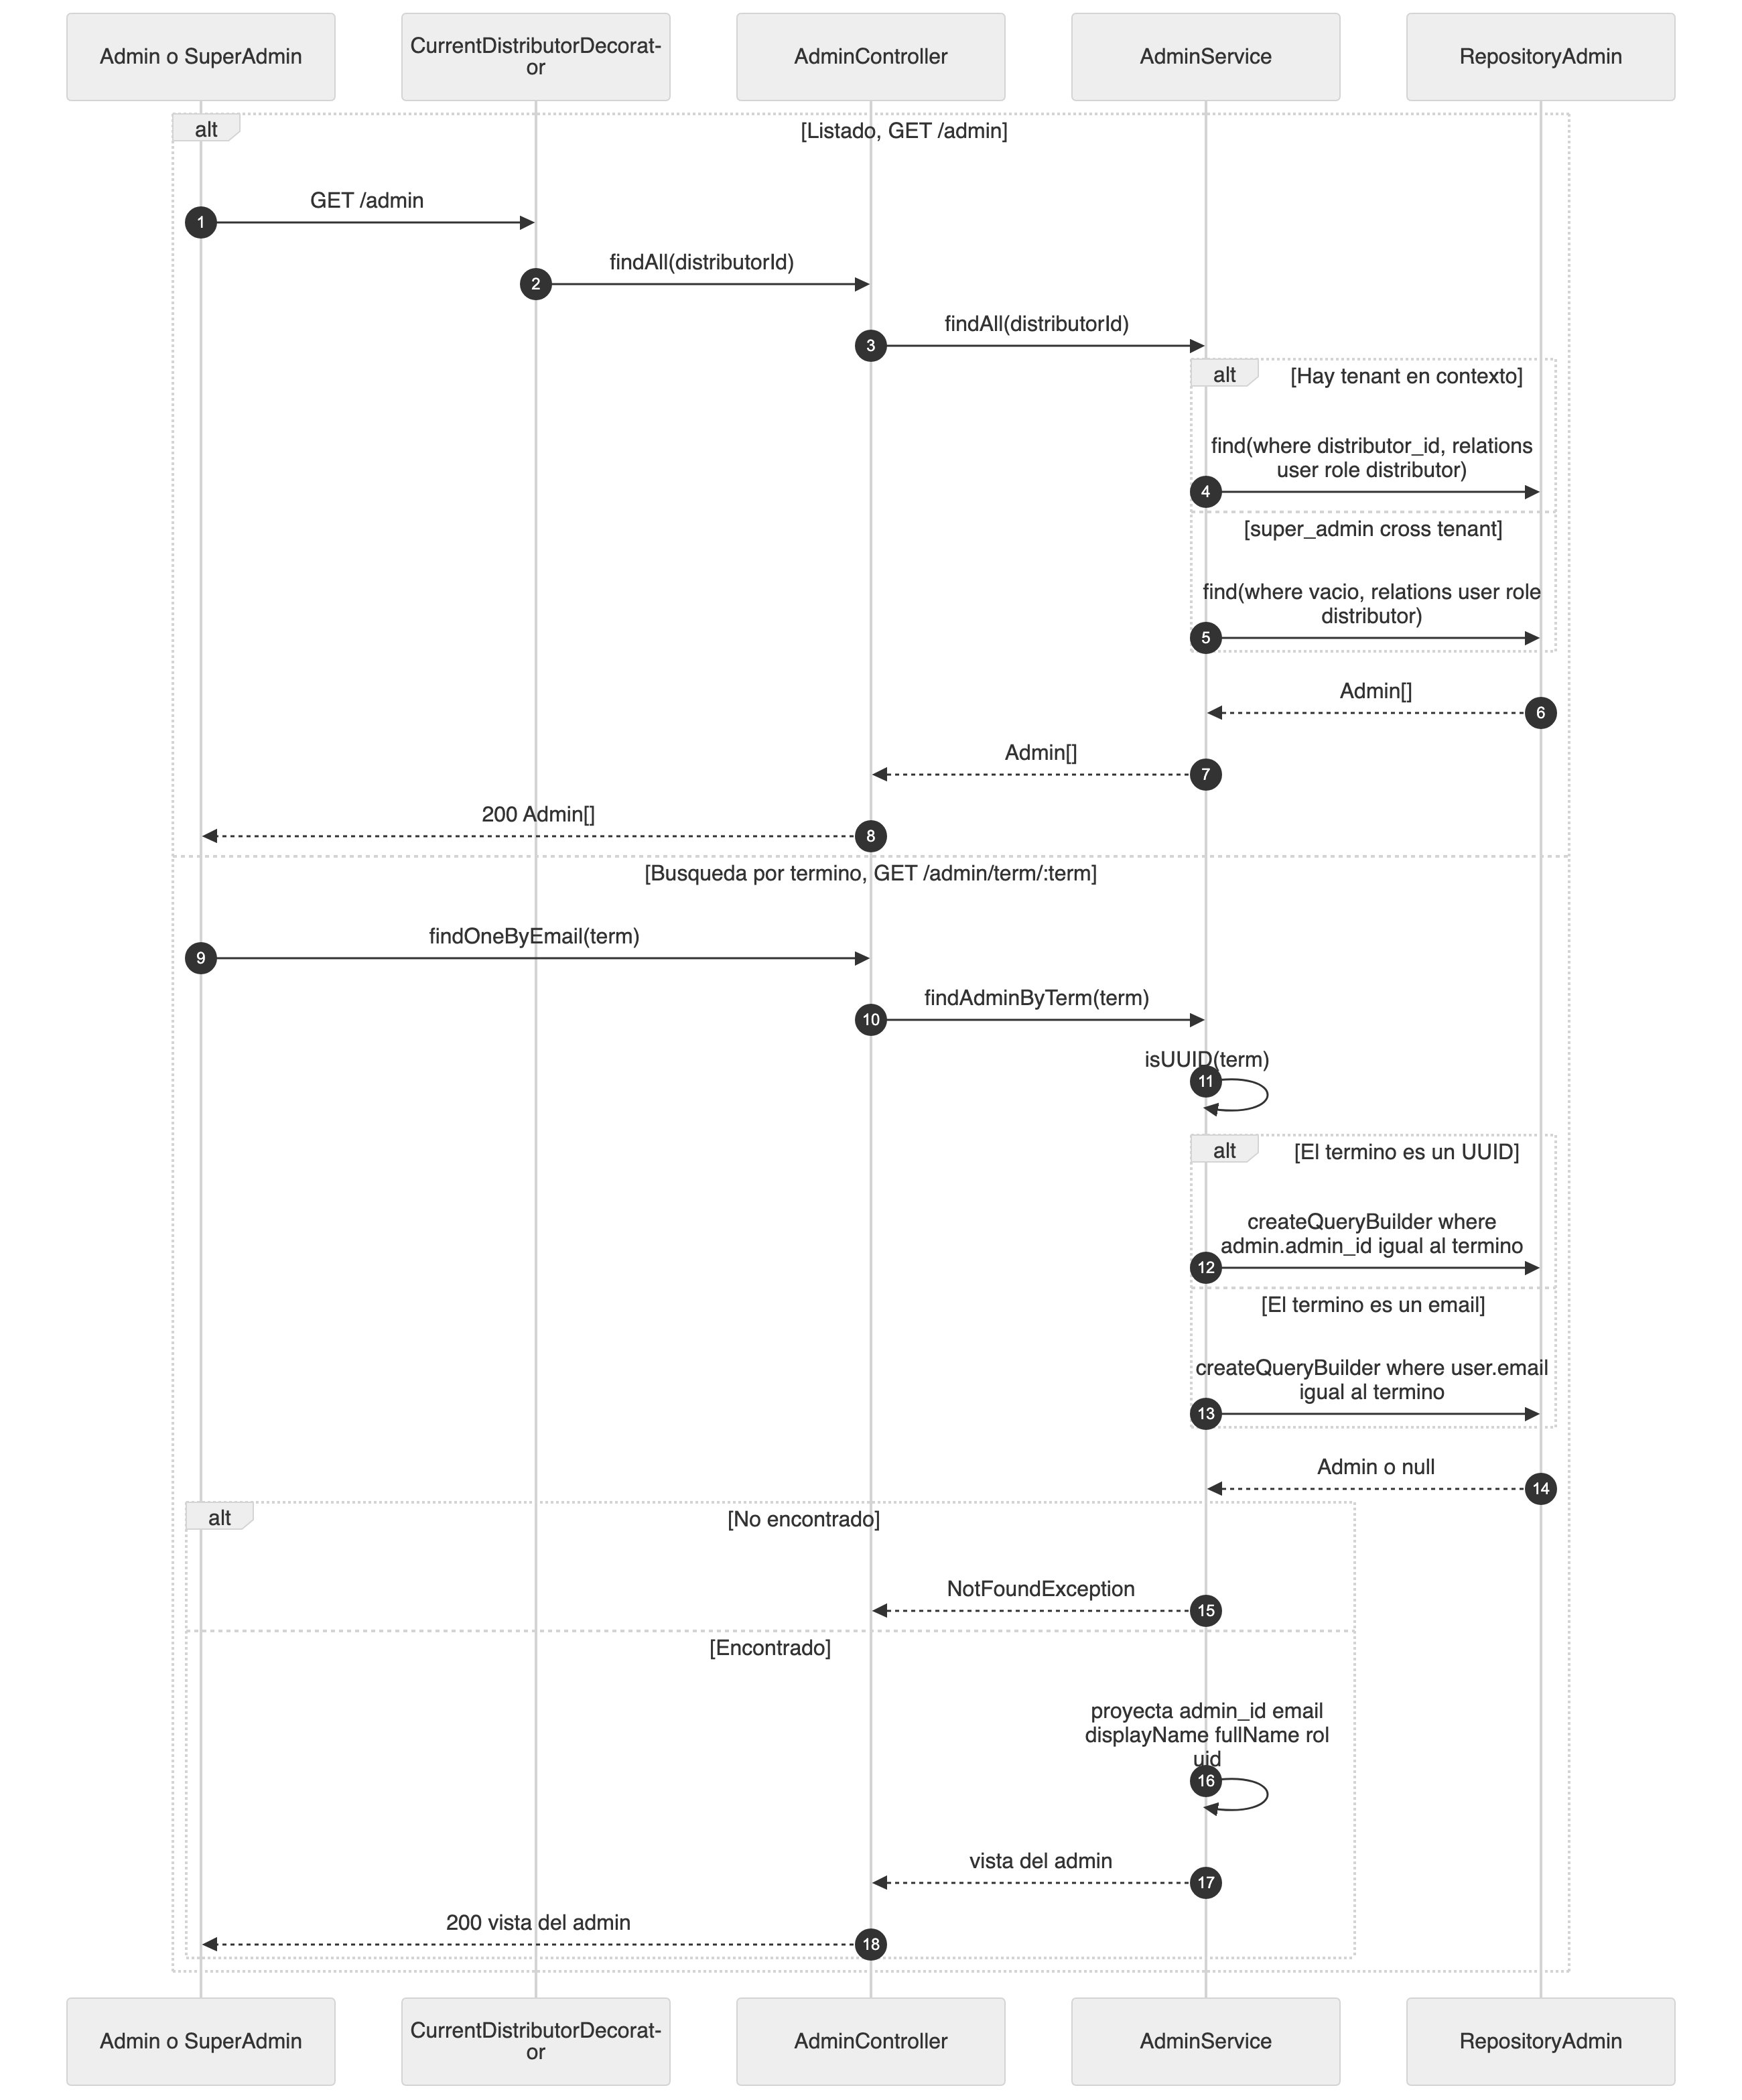 Admin o SuperAdmin
CurrentDistributorDecorat-
or
AdminController
AdminService
RepositoryAdmin
alt
[Listado, GET /admin]
GET /admin
1
findAll(distributorId)
2
findAll(distributorId)
3
alt
[Hay tenant en contexto]
find(where distributor_id, relations
user role distributor)
4
[super_admin cross tenant]
find(where vacio, relations user role
distributor)
5
Admin[]
6
Admin[]
7
200 Admin[]
8
[Busqueda por termino, GET /admin/term/:term]
findOneByEmail(term)
9
findAdminByTerm(term)
10
isUUID(term)
11
alt
[El termino es un UUID]
createQueryBuilder where
admin.admin_id igual al termino
12
[El termino es un email]
createQueryBuilder where user.email
igual al termino
13
Admin o null
14
alt
[No encontrado]
NotFoundException
15
[Encontrado]
proyecta admin_id email
displayName fullName rol
uid
16
vista del admin
17
200 vista del admin
18
Admin o SuperAdmin
CurrentDistributorDecorat-
or
AdminController
AdminService
RepositoryAdmin